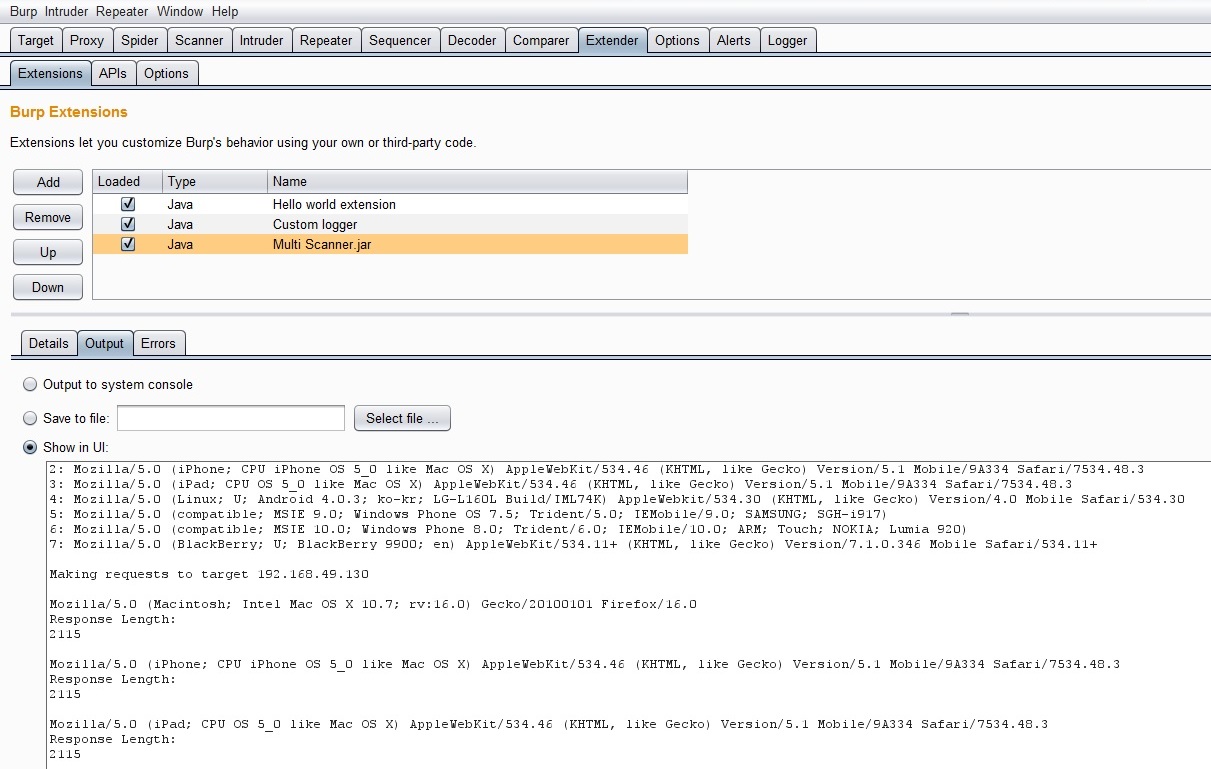 Burp Intruder Repeater Window Help
Target Proxy Spider Scanner Intruder Repeater Sequencer Decoder Comparer Extender Options Alerts Logger
Extensions APIs Options
Burp Extensions
Extensions let you customize Burp's behavior using your own or third-party code.
Add
Remove
Up
Down
Loaded Type Name
Java Hello world extension
Java Custom logger
Java Multi Scanner.jar
Details Output Errors
Output to system console
Save to file: Select file ...
Show in UI:
2: Mozilla/5.0 (iPhone; CPU iPhone OS 5_0 like Mac OS X) AppleWebKit/534.46 (KHTML, like Gecko) Version/5.1 Mobile/9A334 Safari/7534.48.3
3: Mozilla/5.0 (iPad; CPU OS 5_0 like Mac OS X) AppleWebKit/534.46 (KHTML, like Gecko) Version/5.1 Mobile/9A334 Safari/7534.48.3
4: Mozilla/5.0 (Linux; U; Android 4.0.3; ko-kr; LG-L160L Build/IML74K) AppleWebkit/534.30 (KHTML, like Gecko) Version/4.0 Mobile Safari/534.30
5: Mozilla/5.0 (compatible; MSIE 9.0; Windows Phone OS 7.5; Trident/5.0; IEMobile/9.0; SAMSUNG; SGH-i917)
6: Mozilla/5.0 (compatible; MSIE 10.0; Windows Phone 8.0; Trident/6.0; IEMobile/10.0; ARM; Touch; NOKIA; Lumia 920)
7: Mozilla/5.0 (BlackBerry; U; BlackBerry 9900; en) AppleWebKit/534.11+ (KHTML, like Gecko) Version/7.1.0.346 Mobile Safari/534.11+
Making requests to target 192.168.49.130
Mozilla/5.0 (Macintosh; Intel Mac OS X 10.7; rv:16.0) Gecko/20100101 Firefox/16.0
Response Length:
2115
Mozilla/5.0 (iPhone; CPU iPhone OS 5_0 like Mac OS X) AppleWebKit/534.46 (KHTML, like Gecko) Version/5.1 Mobile/9A334 Safari/7534.48.3
Response Length:
2115
Mozilla/5.0 (iPad; CPU OS 5_0 like Mac OS X) AppleWebKit/534.46 (KHTML, like Gecko) Version/5.1 Mobile/9A334 Safari/7534.48.3
Response Length:
2115